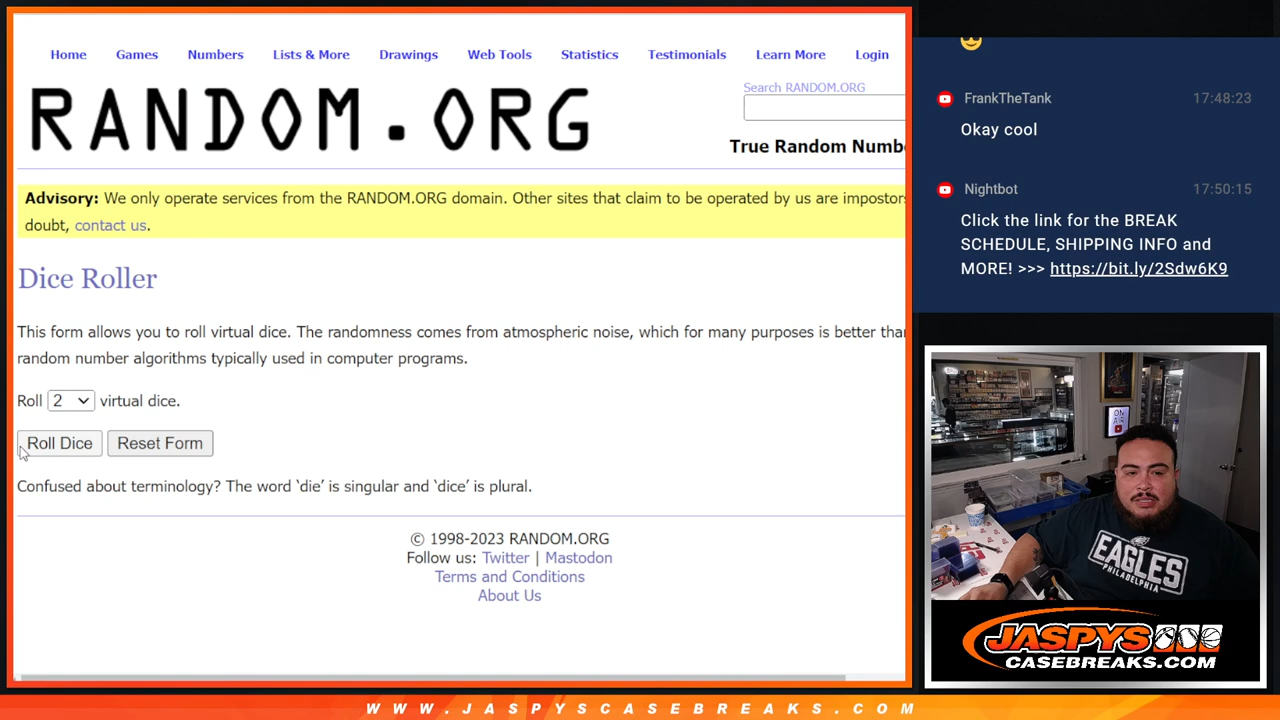 Home Games Numbers Lists & More Drawings Web Tools Statistics Testimonials Learn More Login
RANDOM.ORG
Search RANDOM.ORG
True Random Numb
Advisory: We only operate services from the RANDOM.ORG domain. Other sites that claim to be operated by us are impostors
doubt, contact us.
Dice Roller
This form allows you to roll virtual dice. The randomness comes from atmospheric noise, which for many purposes is better than
random number algorithms typically used in computer programs.
Roll 2 virtual dice.
Roll Dice Reset Form
Confused about terminology? The word ‘die’ is singular and ‘dice’ is plural.
© 1998-2023 RANDOM.ORG
Follow us: Twitter | Mastodon
Terms and Conditions
About Us
FrankTheTank 17:48:23
Okay cool
Nightbot 17:50:15
Click the link for the BREAK
SCHEDULE, SHIPPING INFO and
MORE! >>> https://bit.ly/2Sdw6K9
ON
AIR
EAGLES
PHILADELPHIA
JASPYS
CASEBREAKS.COM
WWW.JASPYSCASEBREAKS.COM